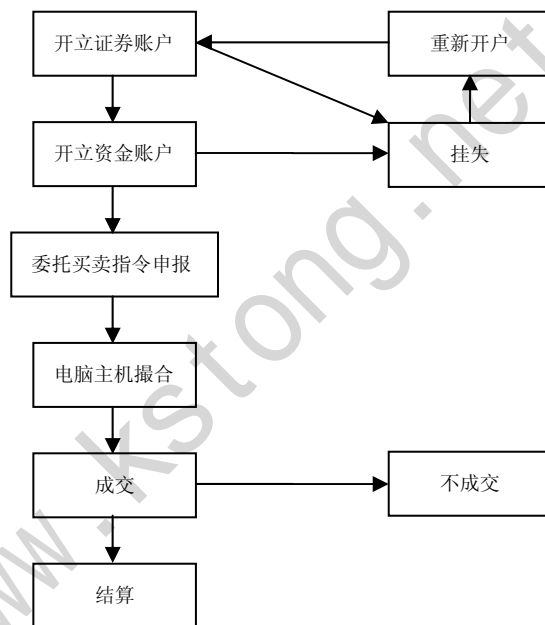 开立证券账户
重新开户
开立资金账户
挂失
委托买卖指令申报
电脑主机撮合
成交
不成交
结算
w.kstong.net